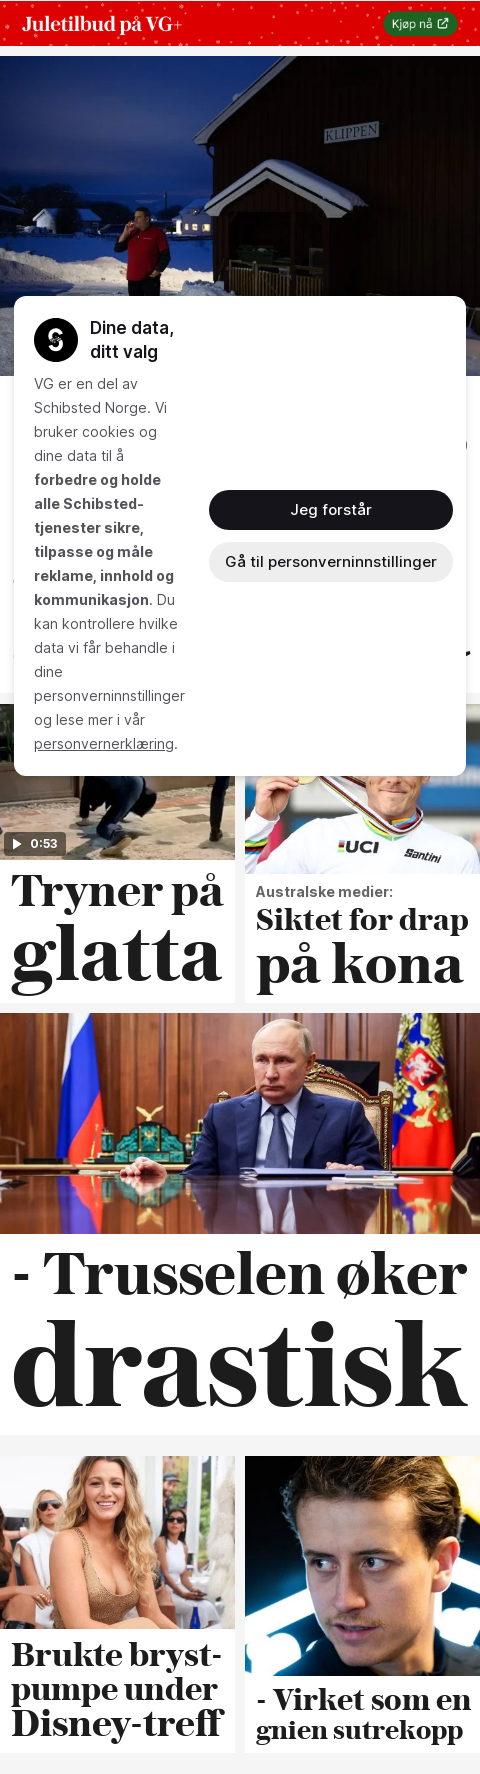 Juletilbud på VG+
Kjøp nå
KLIPPEN
Dine data,
ditt valg
VG er en del av
Schibsted Norge. Vi
bruker cookies og
dine data til å
forbedre og holde
alle Schibsted-
tjenester sikre,
tilpasse og måle
reklame, innhold og
kommunikasjon. Du
kan kontrollere hvilke
data vi får behandle i
dine
personverninnstillinger
og lese mer i vår
personvernerklæring.
Jeg forstår
Gå til personverninnstillinger
0:53
UCI
Santini
Tryner på
glatta
Australske medier:
Siktet for drap
på kona
- Trusselen øker
drastisk
Brukte bryst-
pumpe under
Disney-treff
- Virket som en
gnien sutrekopp